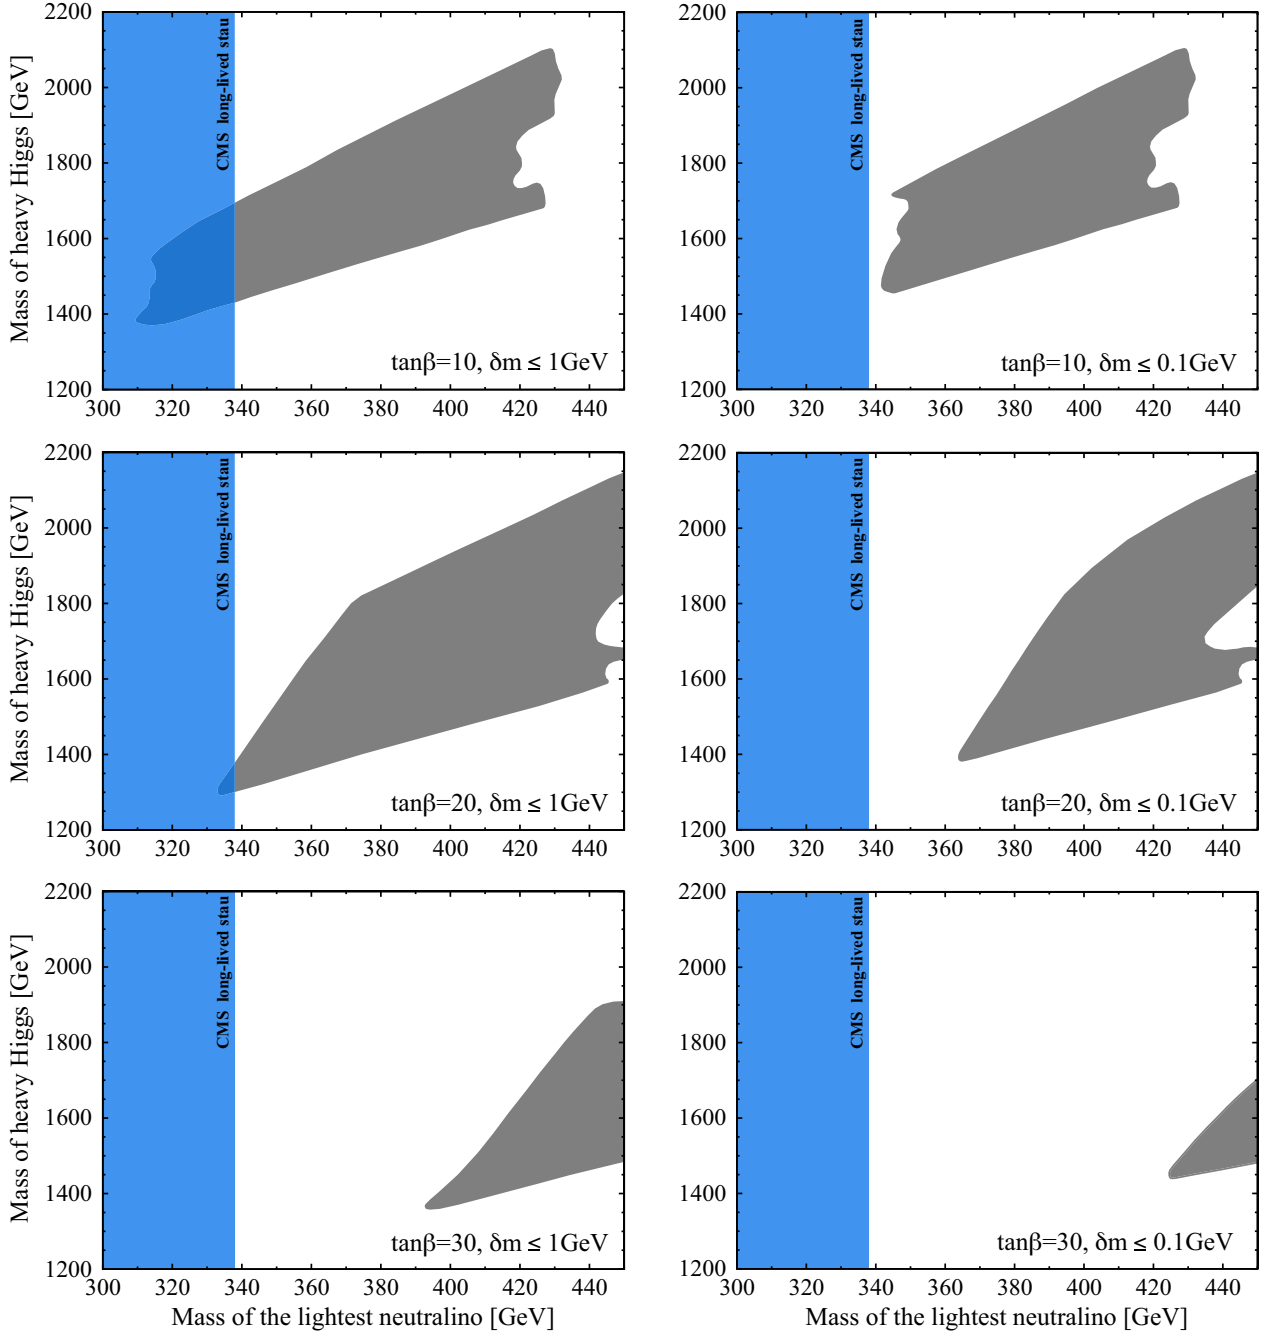 Mass of heavy Higgs [GeV]
2000
1800
1600
1400
1200
300 320 340 360 380 400 420 440
CMS long-lived stau
tanβ=10, δm ≤ 1GeV
300 320 340 360 380 400 420 440
2000
1800
1600
1400
1200
CMS long-lived stau
tanβ=10, δm ≤ 0.1GeV
Mass of heavy Higgs [GeV]
2200
2000
1800
1600
1400
1200
300 320 340 360 380 400 420 440
CMS long-lived stau
tanβ=20, δm ≤ 1GeV
2200
2000
1800
1600
1400
1200
300 320 340 360 380 400 420 440
CMS long-lived stau
tanβ=20, δm ≤ 0.1GeV
Mass of heavy Higgs [GeV]
2200
2000
1800
1600
1400
1200
300 320 340 360 380 400 420 440
CMS long-lived stau
tanβ=30, δm ≤ 1GeV
Mass of the lightest neutralino [GeV]
2200
2000
1800
1600
1400
1200
300 320 340 360 380 400 420 440
CMS long-lived stau
tanβ=30, δm ≤ 0.1GeV
Mass of the lightest neutralino [GeV]